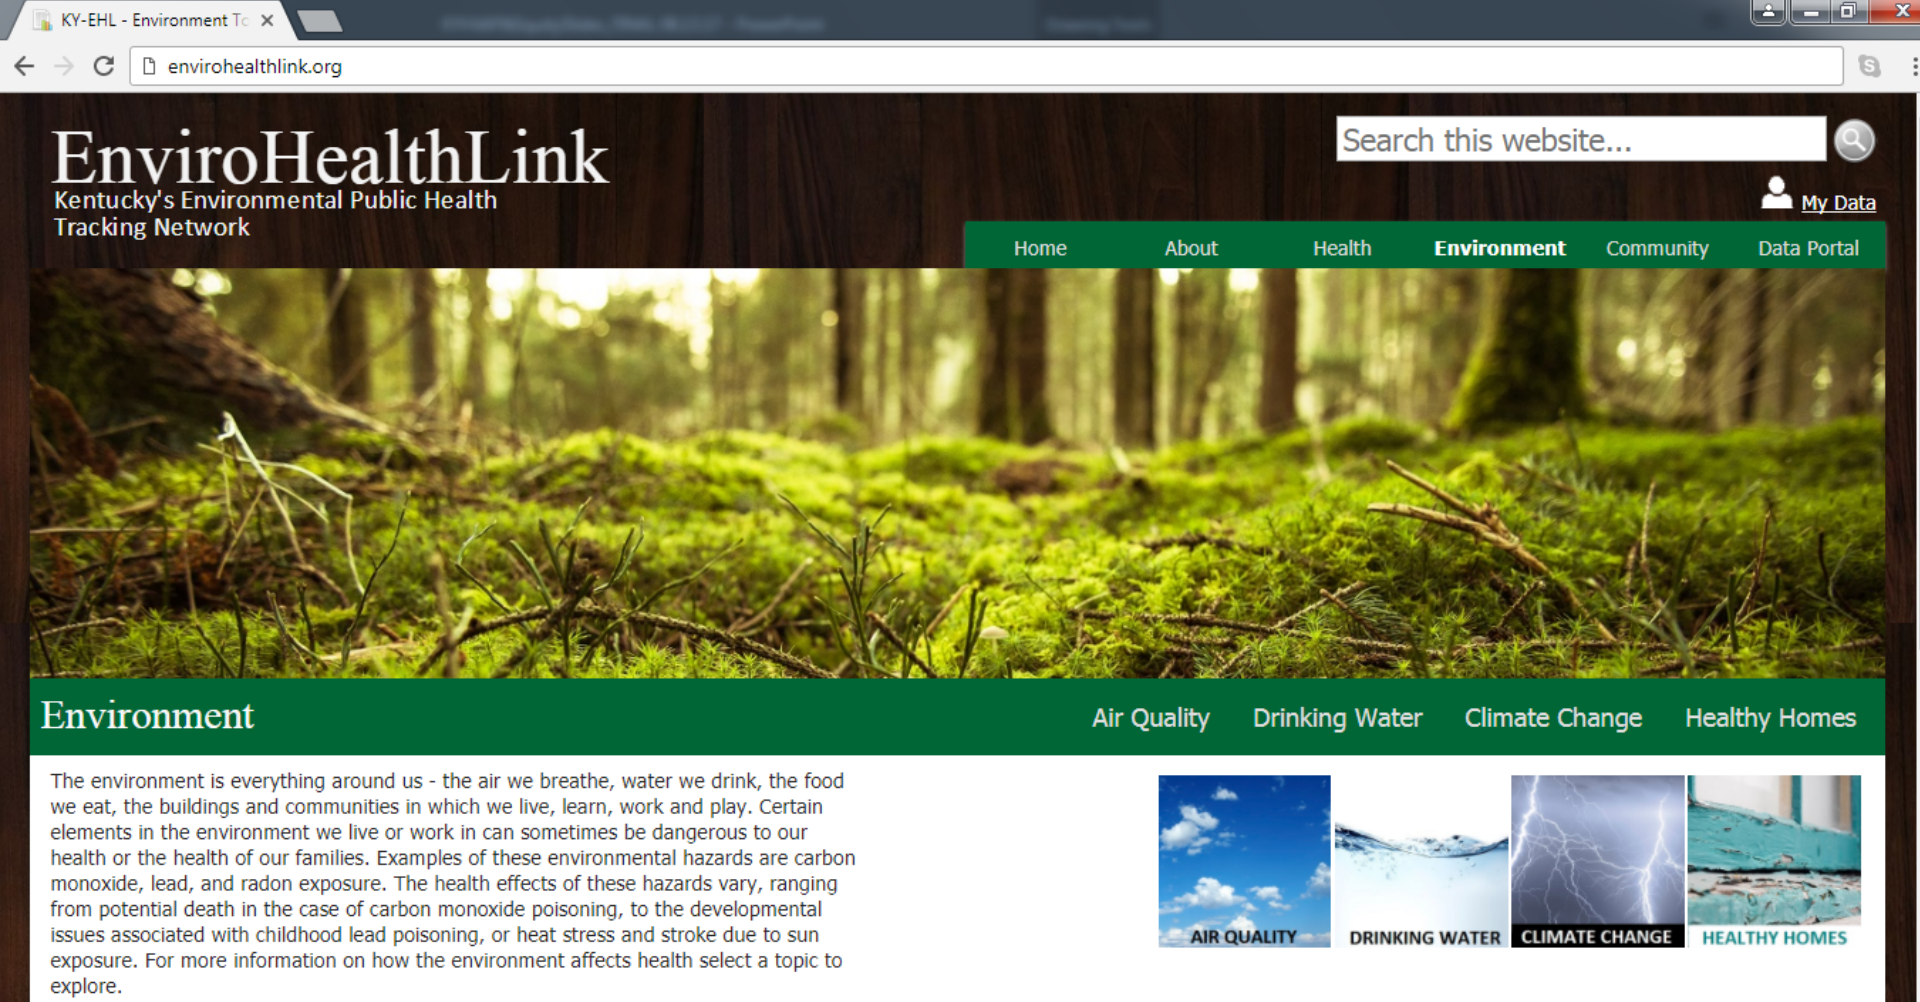 KY-EHL - Environment To
envirohealthlink.org
EnviroHealthLink
Kentucky's Environmental Public Health
Tracking Network
Search this website...
My Data
Home About Health Environment Community Data Portal
Environment
Air Quality Drinking Water Climate Change Healthy Homes
The environment is everything around us - the air we breathe, water we drink, the food
we eat, the buildings and communities in which we live, learn, work and play. Certain
elements in the environment we live or work in can sometimes be dangerous to our
health or the health of our families. Examples of these environmental hazards are carbon
monoxide, lead, and radon exposure. The health effects of these hazards vary, ranging
from potential death in the case of carbon monoxide poisoning, to the developmental
issues associated with childhood lead poisoning, or heat stress and stroke due to sun
exposure. For more information on how the environment affects health select a topic to
explore.
AIR QUALITY DRINKING WATER CLIMATE CHANGE HEALTHY HOMES